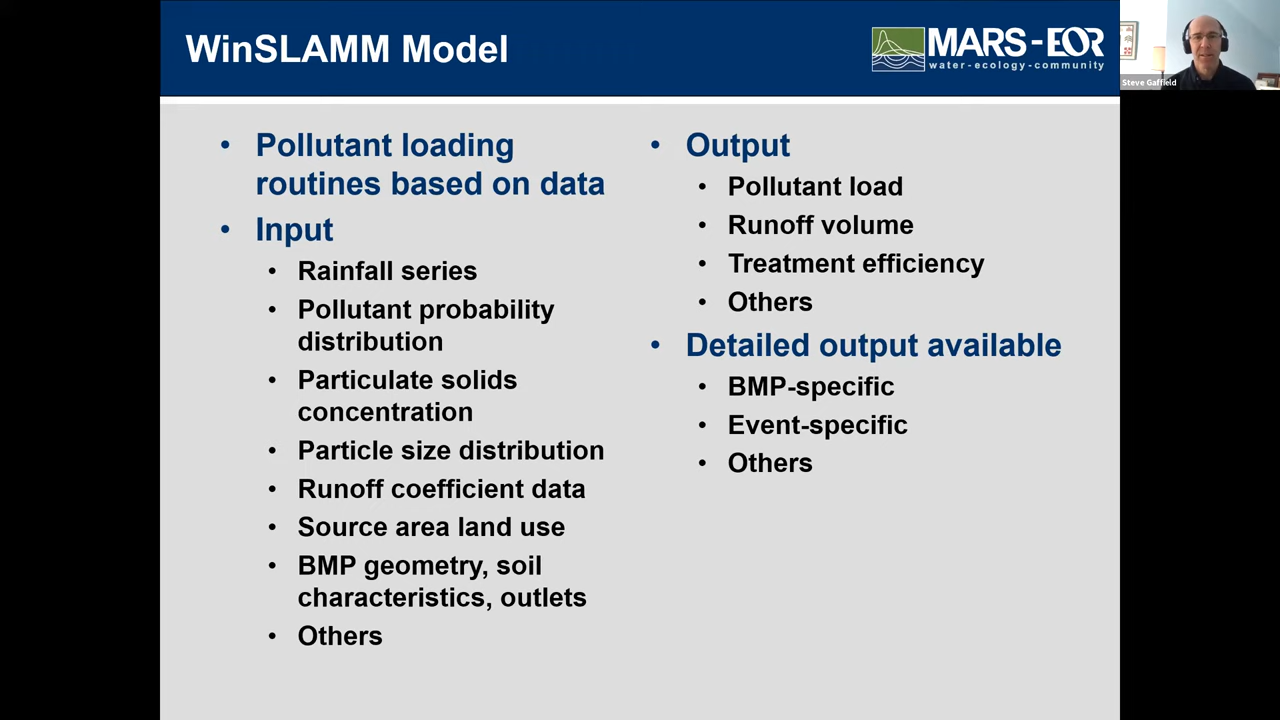 WinSLAMM Model
MARS-EOR
water-ecology-community
Steve Gaffield
• Pollutant loading
routines based on data
• Input
• Rainfall series
• Pollutant probability
distribution
• Particulate solids
concentration
• Particle size distribution
• Runoff coefficient data
• Source area land use
• BMP geometry, soil
characteristics, outlets
• Others
• Output
• Pollutant load
• Runoff volume
• Treatment efficiency
• Others
• Detailed output available
• BMP-specific
• Event-specific
• Others